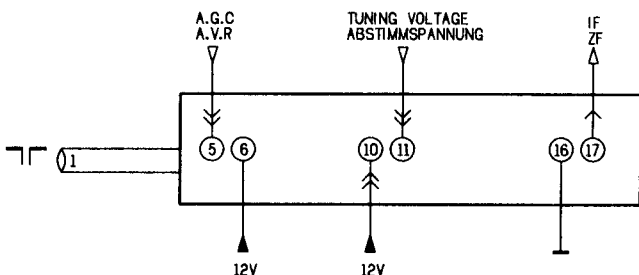 A.G.C
A.V.R
TUNING VOLTAGE
ABSTIMMSPANNUNG
IF
ZF
1
5
6
10
11
16
17
12V
12V